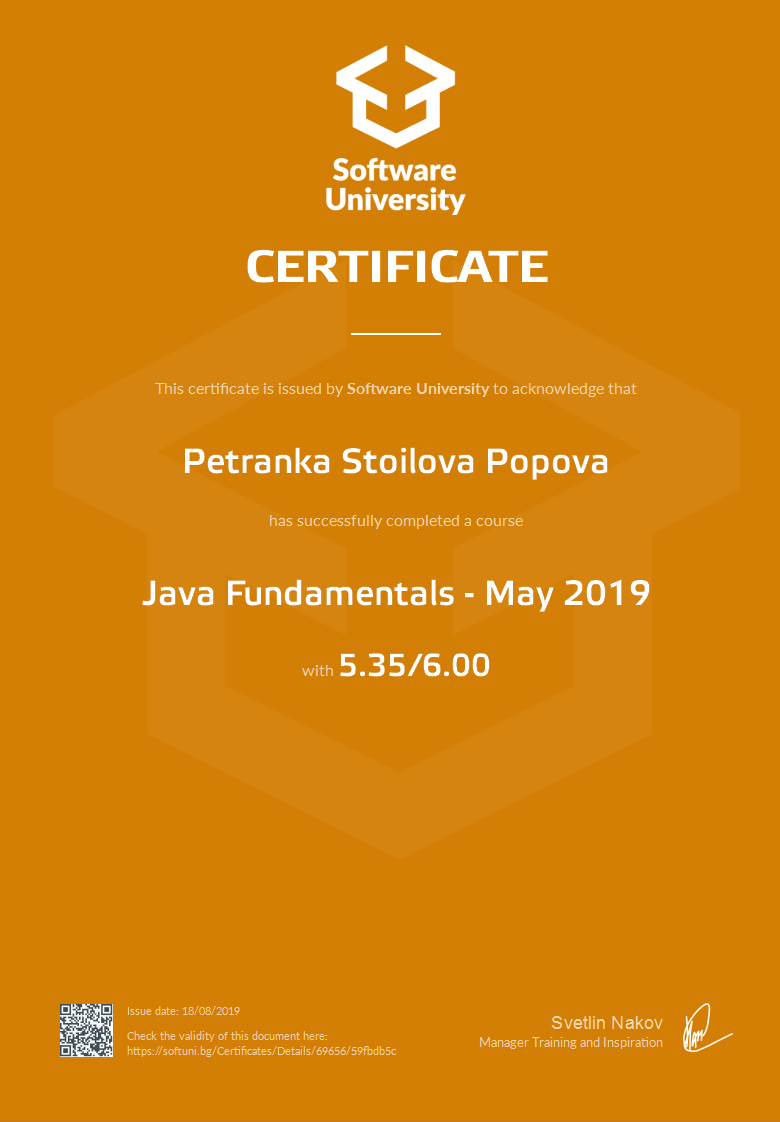 Software
University
CERTIFICATE
This certificate is issued by Software University to acknowledge that
Petranka Stoilova Popova
has successfully completed a course
Java Fundamentals - May 2019
with 5.35/6.00
Issue date: 18/08/2019
Check the validity of this document here:
https://softuni.bg/Certificates/Details/69656/59fbdb5c
Svetlin Nakov
Manager Training and Inspiration